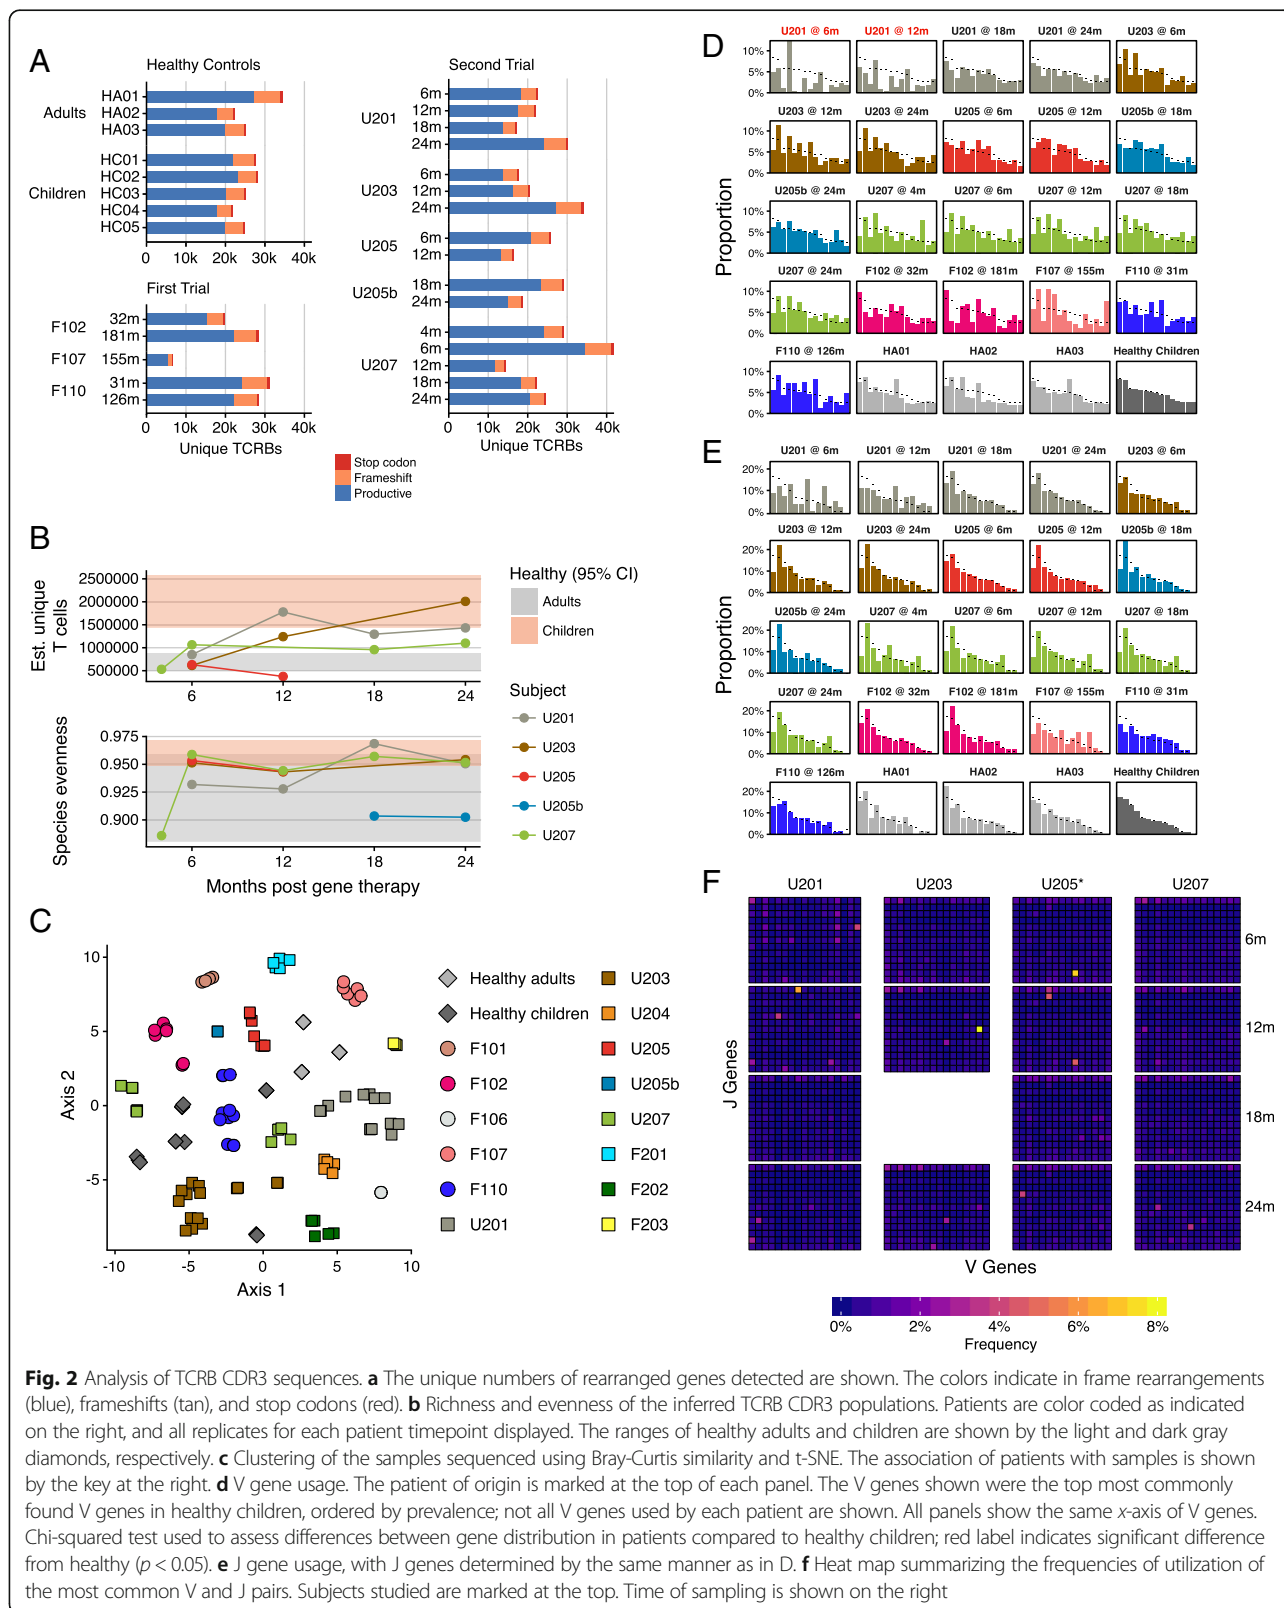 A
Healthy Controls
Adults
HA01
HA02
HA03
Children
HC01
HC02
HC03
HC04
HC05
0 10k 20k 30k 40k
First Trial
F102
32m
181m
F107
155m
F110
31m
126m
0 10k 20k 30k 40k
Unique TCRBs
Second Trial
U201
6m
12m
18m
24m
U203
6m
12m
24m
U205
6m
12m
U205b
18m
24m
U207
4m
6m
12m
18m
24m
0 10k 20k 30k 40k
Unique TCRBs
Stop codon
Frameshift
Productive
B
Est. unique
T cells
2500000
2000000
1500000
1000000
500000
6 12 18 24
Species evenness
0.975
0.950
0.925
0.900
6 12 18 24
Months post gene therapy
Healthy (95% CI)
Adults
Children
Subject
U201
U203
U205
U205b
U207
C
Axis 2
10
5
0
-5
-10 -5 0 5 10
Axis 1
Healthy adults
Healthy children
F101
F102
F106
F107
F110
U201
U203
U204
U205
U205b
U207
F201
F202
F203
D
Proportion
U201 @ 6m U201 @ 12m U201 @ 18m U201 @ 24m U203 @ 6m
10%
5%
0%
U203 @ 12m U203 @ 24m U205 @ 6m U205 @ 12m U205b @ 18m
10%
5%
0%
U205b @ 24m U207 @ 4m U207 @ 6m U207 @ 12m U207 @ 18m
10%
5%
0%
U207 @ 24m F102 @ 32m F102 @ 181m F107 @ 155m F110 @ 31m
10%
5%
0%
F110 @ 126m HA01 HA02 HA03 Healthy Children
10%
5%
0%
E
Proportion
U201 @ 6m U201 @ 12m U201 @ 18m U201 @ 24m U203 @ 6m
20%
10%
0%
U203 @ 12m U203 @ 24m U205 @ 6m U205 @ 12m U205b @ 18m
20%
10%
0%
U205b @ 24m U207 @ 4m U207 @ 6m U207 @ 12m U207 @ 18m
20%
10%
0%
U207 @ 24m F102 @ 32m F102 @ 181m F107 @ 155m F110 @ 31m
20%
10%
0%
F110 @ 126m HA01 HA02 HA03 Healthy Children
20%
10%
0%
F
U201 U203 U205* U207
J Genes
6m
12m
18m
24m
V Genes
0% 2% 4% 6% 8%
Frequency
Fig. 2 Analysis of TCRB CDR3 sequences. a The unique numbers of rearranged genes detected are shown. The colors indicate in frame rearrangements
(blue), frameshifts (tan), and stop codons (red). b Richness and evenness of the inferred TCRB CDR3 populations. Patients are color coded as indicated
on the right, and all replicates for each patient timepoint displayed. The ranges of healthy adults and children are shown by the light and dark gray
diamonds, respectively. c Clustering of the samples sequenced using Bray-Curtis similarity and t-SNE. The association of patients with samples is shown
by the key at the right. d V gene usage. The patient of origin is marked at the top of each panel. The V genes shown were the top most commonly
found V genes in healthy children, ordered by prevalence; not all V genes used by each patient are shown. All panels show the same x-axis of V genes.
Chi-squared test used to assess differences between gene distribution in patients compared to healthy children; red label indicates significant difference
from healthy (p < 0.05). e J gene usage, with J genes determined by the same manner as in D. f Heat map summarizing the frequencies of utilization of
the most common V and J pairs. Subjects studied are marked at the top. Time of sampling is shown on the right